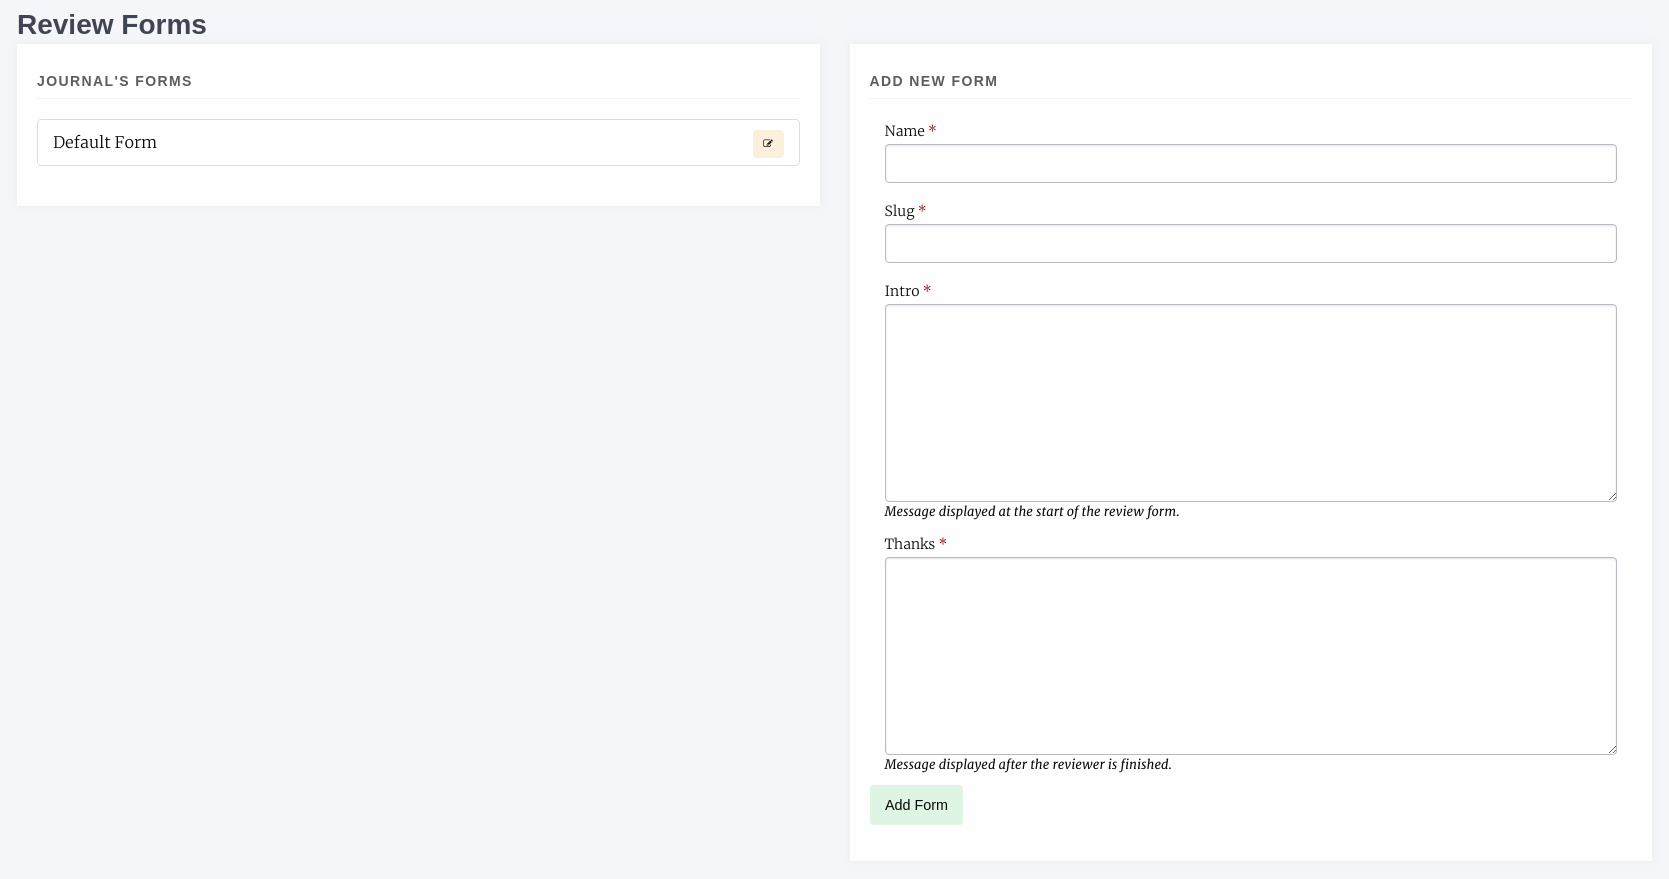 Review Forms
JOURNAL'S FORMS
Default Form
ADD NEW FORM
Name *
Slug *
Intro *
Message displayed at the start of the review form.
Thanks *
Message displayed after the reviewer is finished.
Add Form